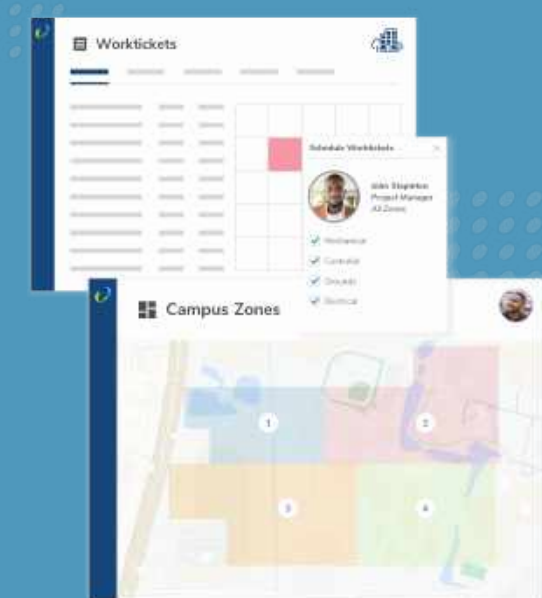 Worktickets
Schedule Worktickets
John Stapleton
Project Manager
All Zones
Mechanical
Custodial
Grounds
Electrical
Campus Zones
1
2
3
4